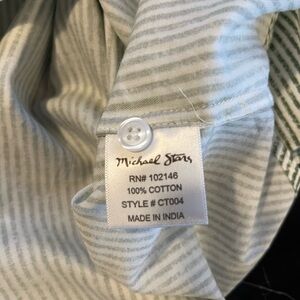 Michael Stars
RN# 102146
100% COTTON
STYLE # CT004
MADE IN INDIA